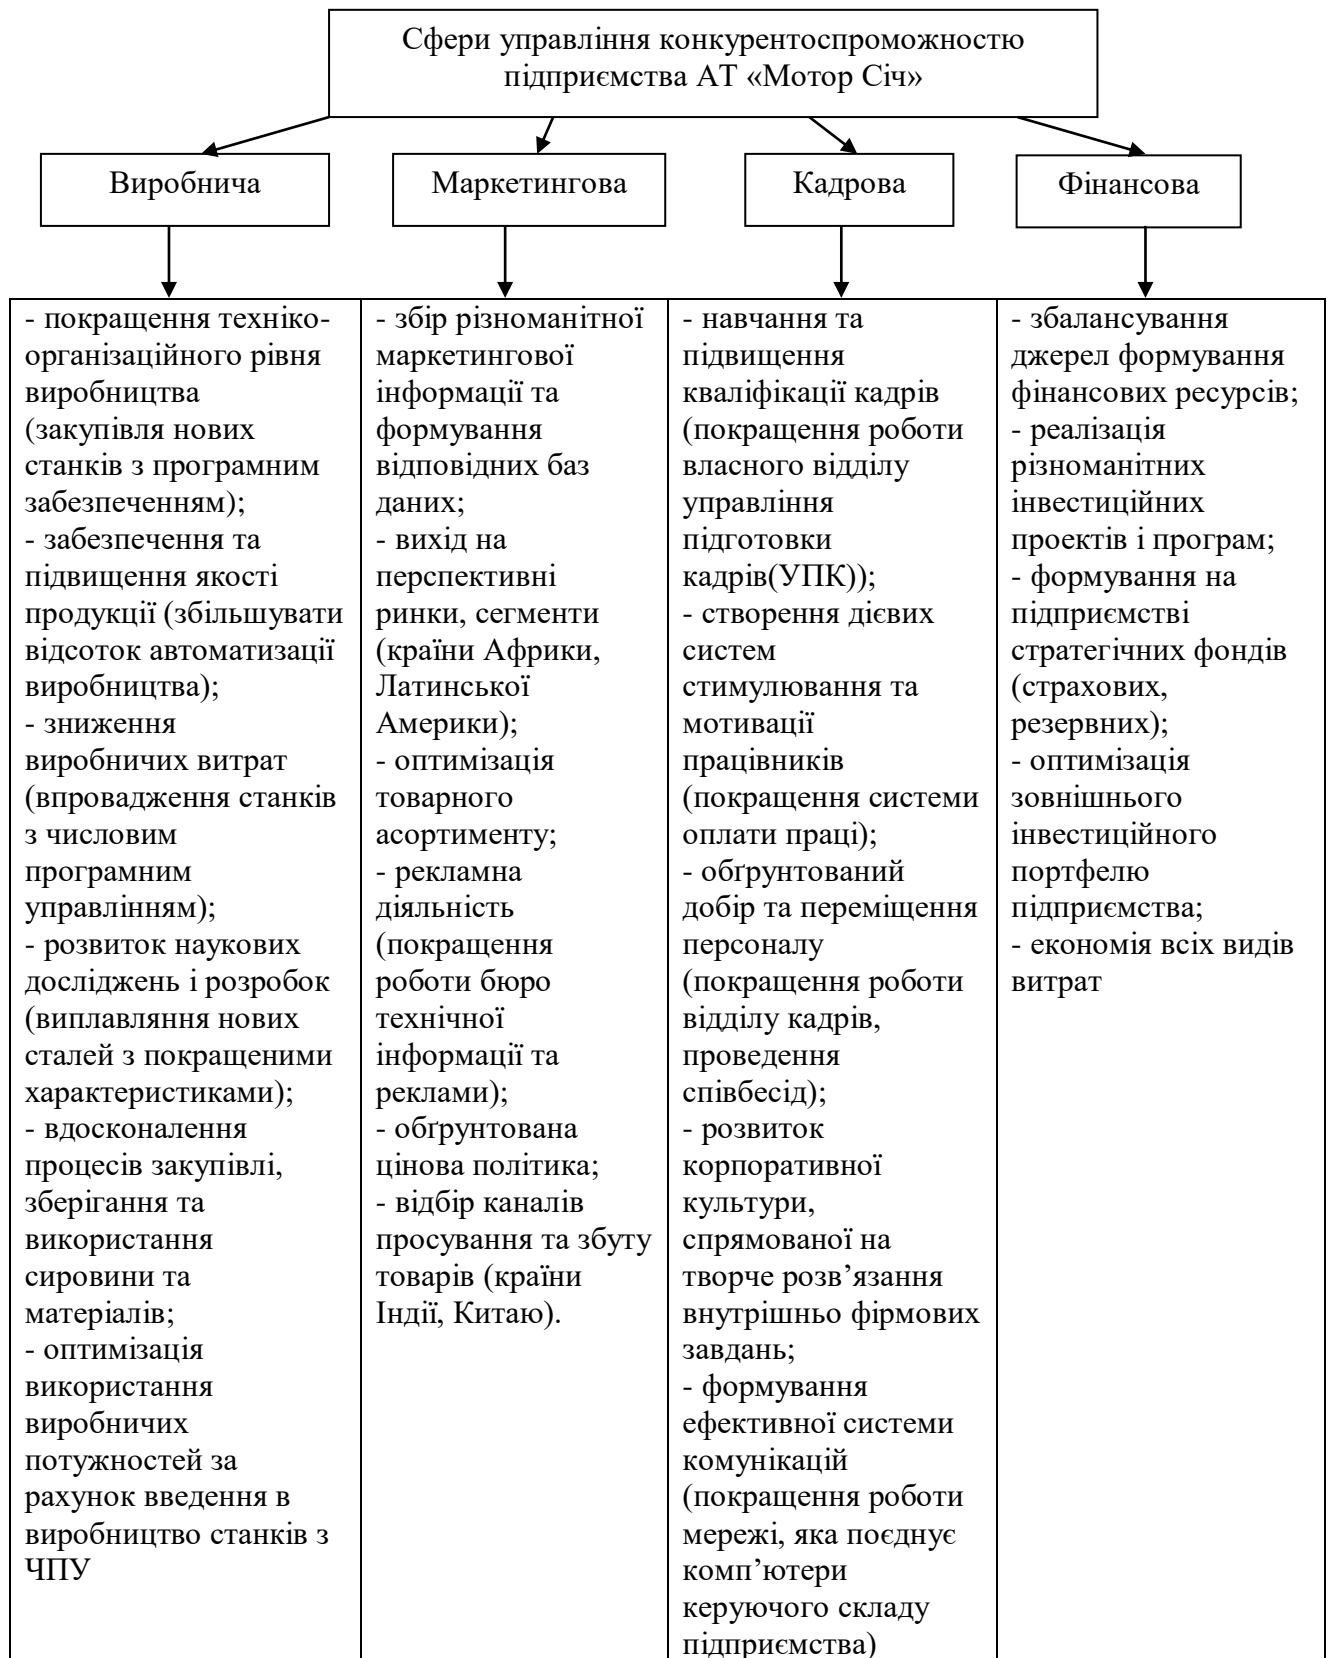 Сфери управління конкурентоспроможностю
підприємства АТ «Мотор Січ»
Виробнича
Маркетингова
Кадрова
Фінансова
- покращення техніко-
організаційного рівня
виробництва
(закупівля нових
станків з програмним
забезпеченням);
- забезпечення та
підвищення якості
продукції (збільшувати
відсоток автоматизації
виробництва);
- зниження
виробничих витрат
(впровадження станків
з числовим
програмним
управлінням);
- розвиток наукових
досліджень і розробок
(виплавляння нових
сталей з покращеними
характеристиками);
- вдосконалення
процесів закупівлі,
зберігання та
використання
сировини та
матеріалів;
- оптимізація
використання
виробничих
потужностей за
рахунок введення в
виробництво станків з
ЧПУ
- збір різноманітної
маркетингової
інформації та
формування
відповідних баз
даних;
- вихід на
перспективні
ринки, сегменти
(країни Африки,
Латинської
Америки);
- оптимізація
товарного
асортименту;
- рекламна
діяльність
(покращення
роботи бюро
технічної
інформації та
реклами);
- обґрунтована
цінова політика;
- відбір каналів
просування та збуту
товарів (країни
Індії, Китаю).
- навчання та
підвищення
кваліфікації кадрів
(покращення роботи
власного відділу
управління
підготовки
кадрів(УПК));
- створення дієвих
систем
стимулювання та
мотивації
працівників
(покращення системи
оплати праці);
- обґрунтований
добір та переміщення
персоналу
(покращення роботи
відділу кадрів,
проведення
співбесід);
- розвиток
корпоративної
культури,
спрямованої на
творче розв’язання
внутрішньо фірмових
завдань;
- формування
ефективної системи
комунікацій
(покращення роботи
мережі, яка поєднує
комп’ютери
керуючого складу
підприємства)
- збалансування
джерел формування
фінансових ресурсів;
- реалізація
різноманітних
інвестиційних
проектів і програм;
- формування на
підприємстві
стратегічних фондів
(страхових,
резервних);
- оптимізація
зовнішнього
інвестиційного
портфелю
підприємства;
- економія всіх видів
витрат